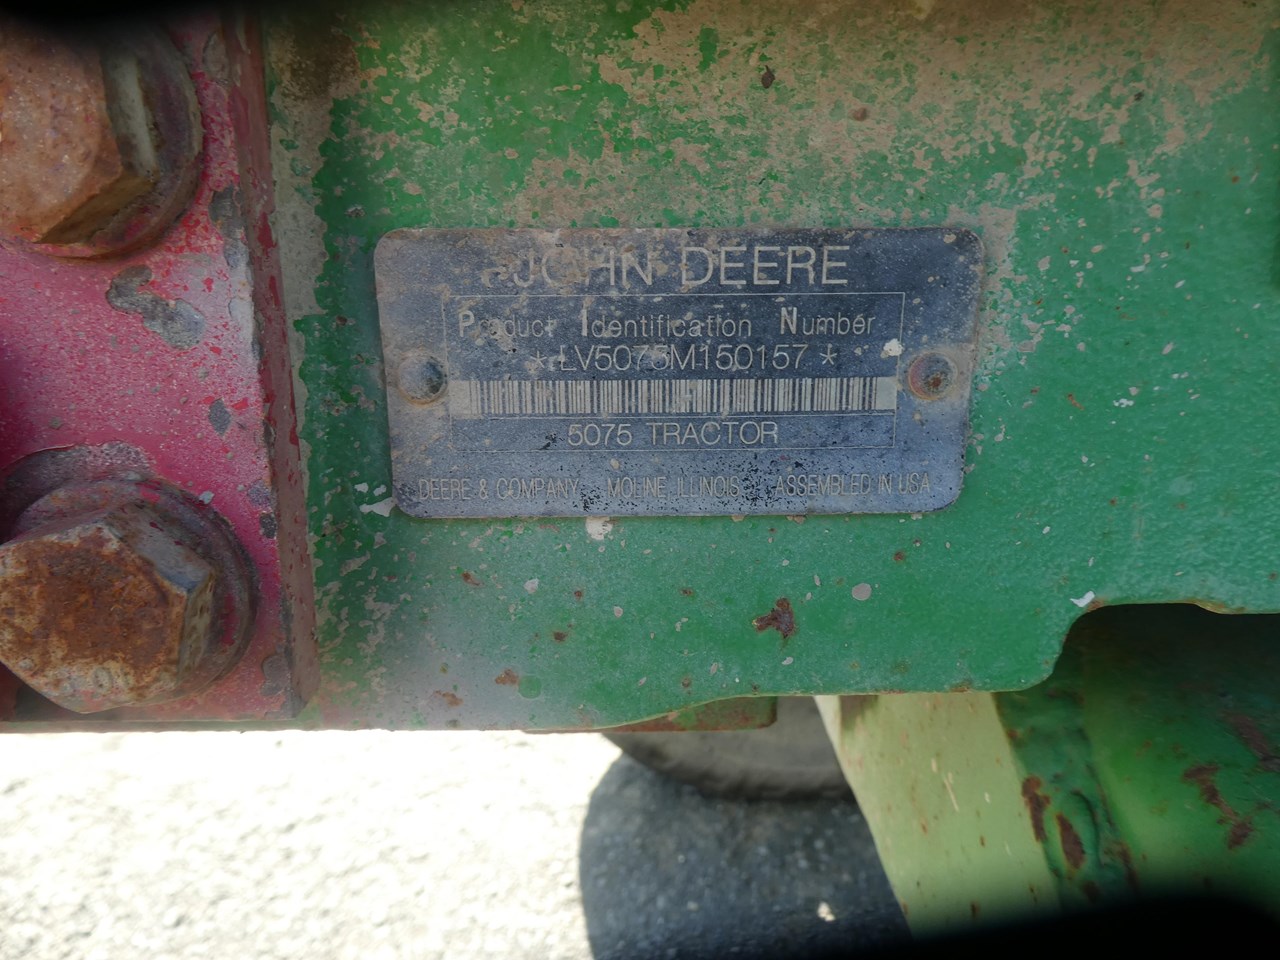 JOHN DEERE
Product Identification Number
*LV5075M150157*
5075 TRACTOR
DEERE & COMPANY MOLINE, ILLINOIS ASSEMBLED IN USA